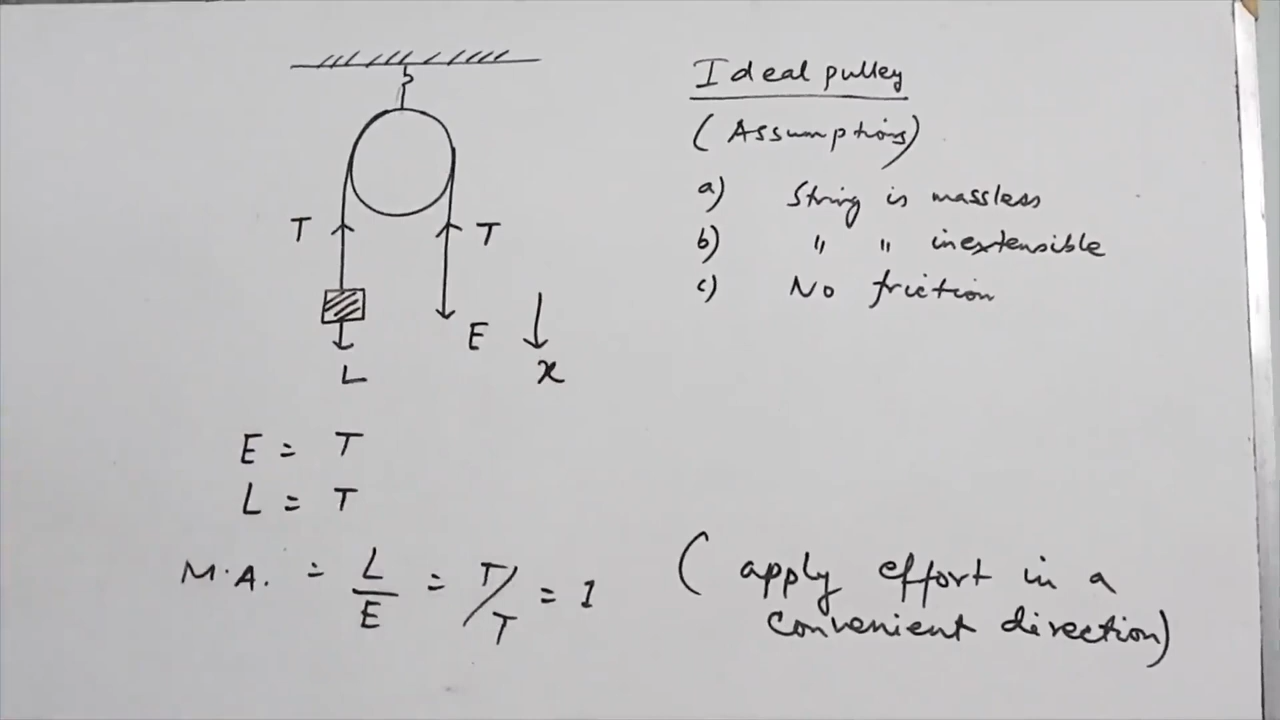 Ideal pulley
(Assumptions)
a) String is massless
b) " " inextensible
c) No friction
T T
E
L
x
E = T
L = T
M.A. = L/E = T/T = 1
(apply effort in a
convenient direction)